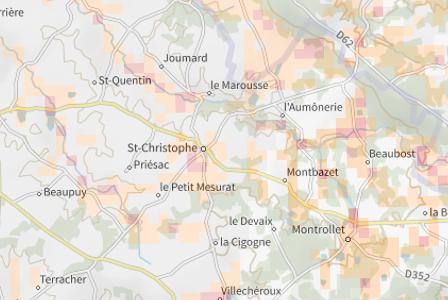 rrière
D62
Joumard
St-Quentin
le Marousse
l'Aumônerie
St-Christophe
Beaubost
Priésac
Montbazet
Beaupuy
le Petit Mesurat
la B
le Devaix
Montrollet
la Cigogne
D352
Terracher
Villechéroux